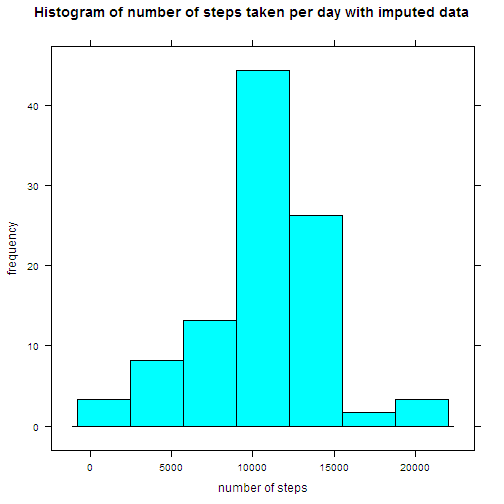 Histogram of number of steps taken per day with imputed data
frequency
40
30
20
10
0
0 5000 10000 15000 20000
number of steps